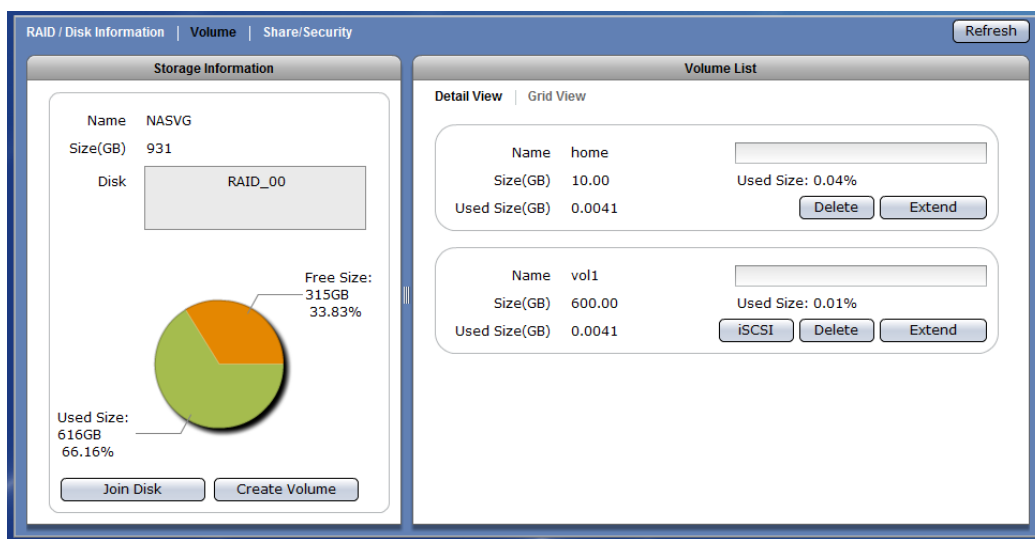 RAID / Disk Information | Volume | Share/Security
Refresh
Storage Information
Name NASVG
Size(GB) 931
Disk RAID_00
Free Size:
315GB
33.83%
Used Size:
616GB
66.16%
Join Disk Create Volume
Volume List
Detail View | Grid View
Name home
Size(GB) 10.00 Used Size: 0.04%
Used Size(GB) 0.0041 Delete Extend
Name vol1
Size(GB) 600.00 Used Size: 0.01%
Used Size(GB) 0.0041 iSCSI Delete Extend